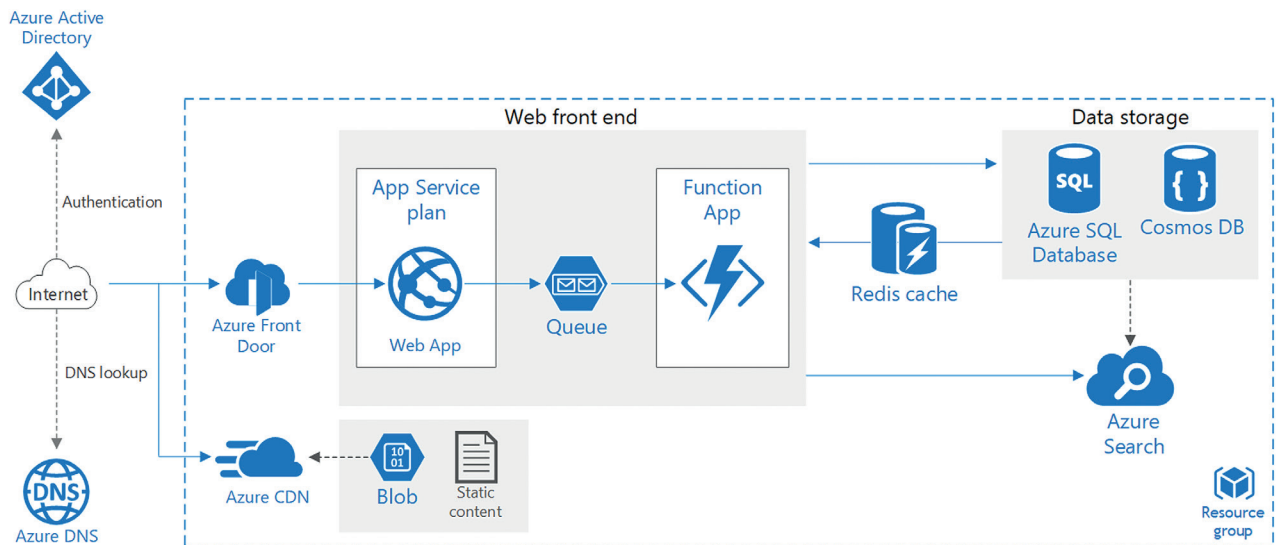 Azure Active
Directory
Authentication
Internet
DNS lookup
DNS
Azure DNS
Web front end
Data storage
App Service
plan
Web App
Queue
Function
App
Azure Front
Door
Redis cache
SQL
{ }
Azure SQL
Database
Cosmos DB
Azure
Search
Azure CDN
10
01
Blob
Static
content
Resource
group